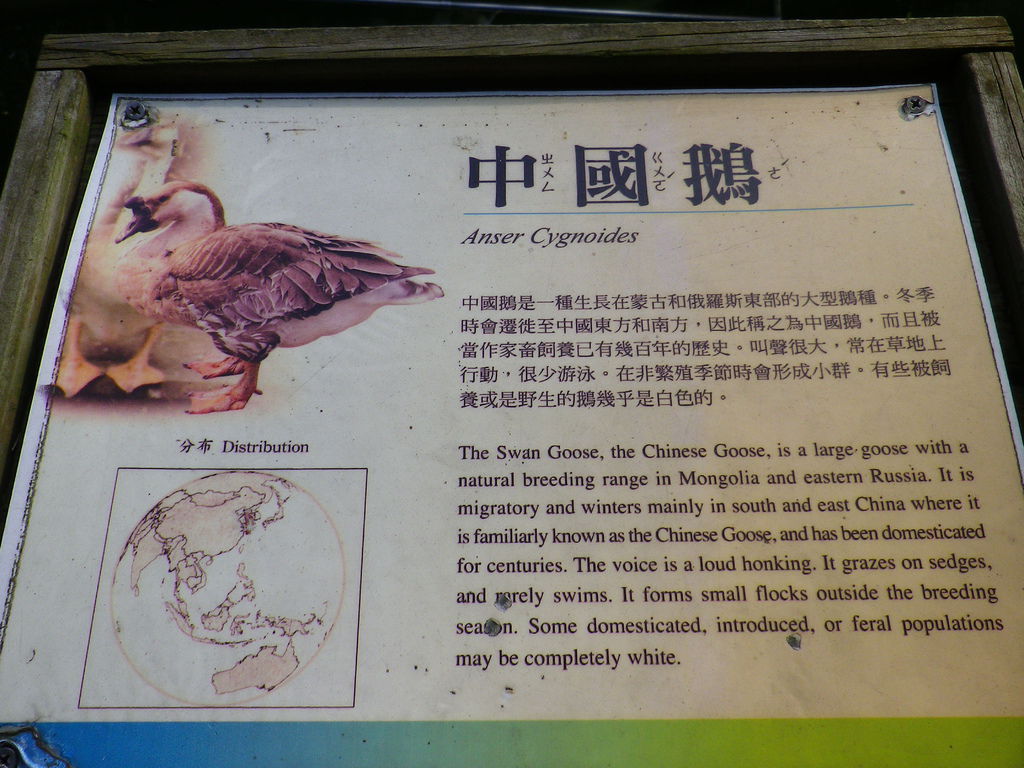 中ㄓㄨㄥ 國ㄍㄨㄛˊ 鵝ㄜˊ
Anser Cygnoides
中國鵝是一種生長在蒙古和俄羅斯東部的大型鵝種。冬季
時會遷徙至中國東方和南方，因此稱之為中國鵝，而且被
當作家畜飼養已有幾百年的歷史。叫聲很大，常在草地上
行動，很少游泳。在非繁殖季節時會形成小群。有些被飼
養或是野生的鵝幾乎是白色的。
分布 Distribution
The Swan Goose, the Chinese Goose, is a large goose with a
natural breeding range in Mongolia and eastern Russia. It is
migratory and winters mainly in south and east China where it
is familiarly known as the Chinese Goose, and has been domesticated
for centuries. The voice is a loud honking. It grazes on sedges,
and rarely swims. It forms small flocks outside the breeding
season. Some domesticated, introduced, or feral populations
may be completely white.